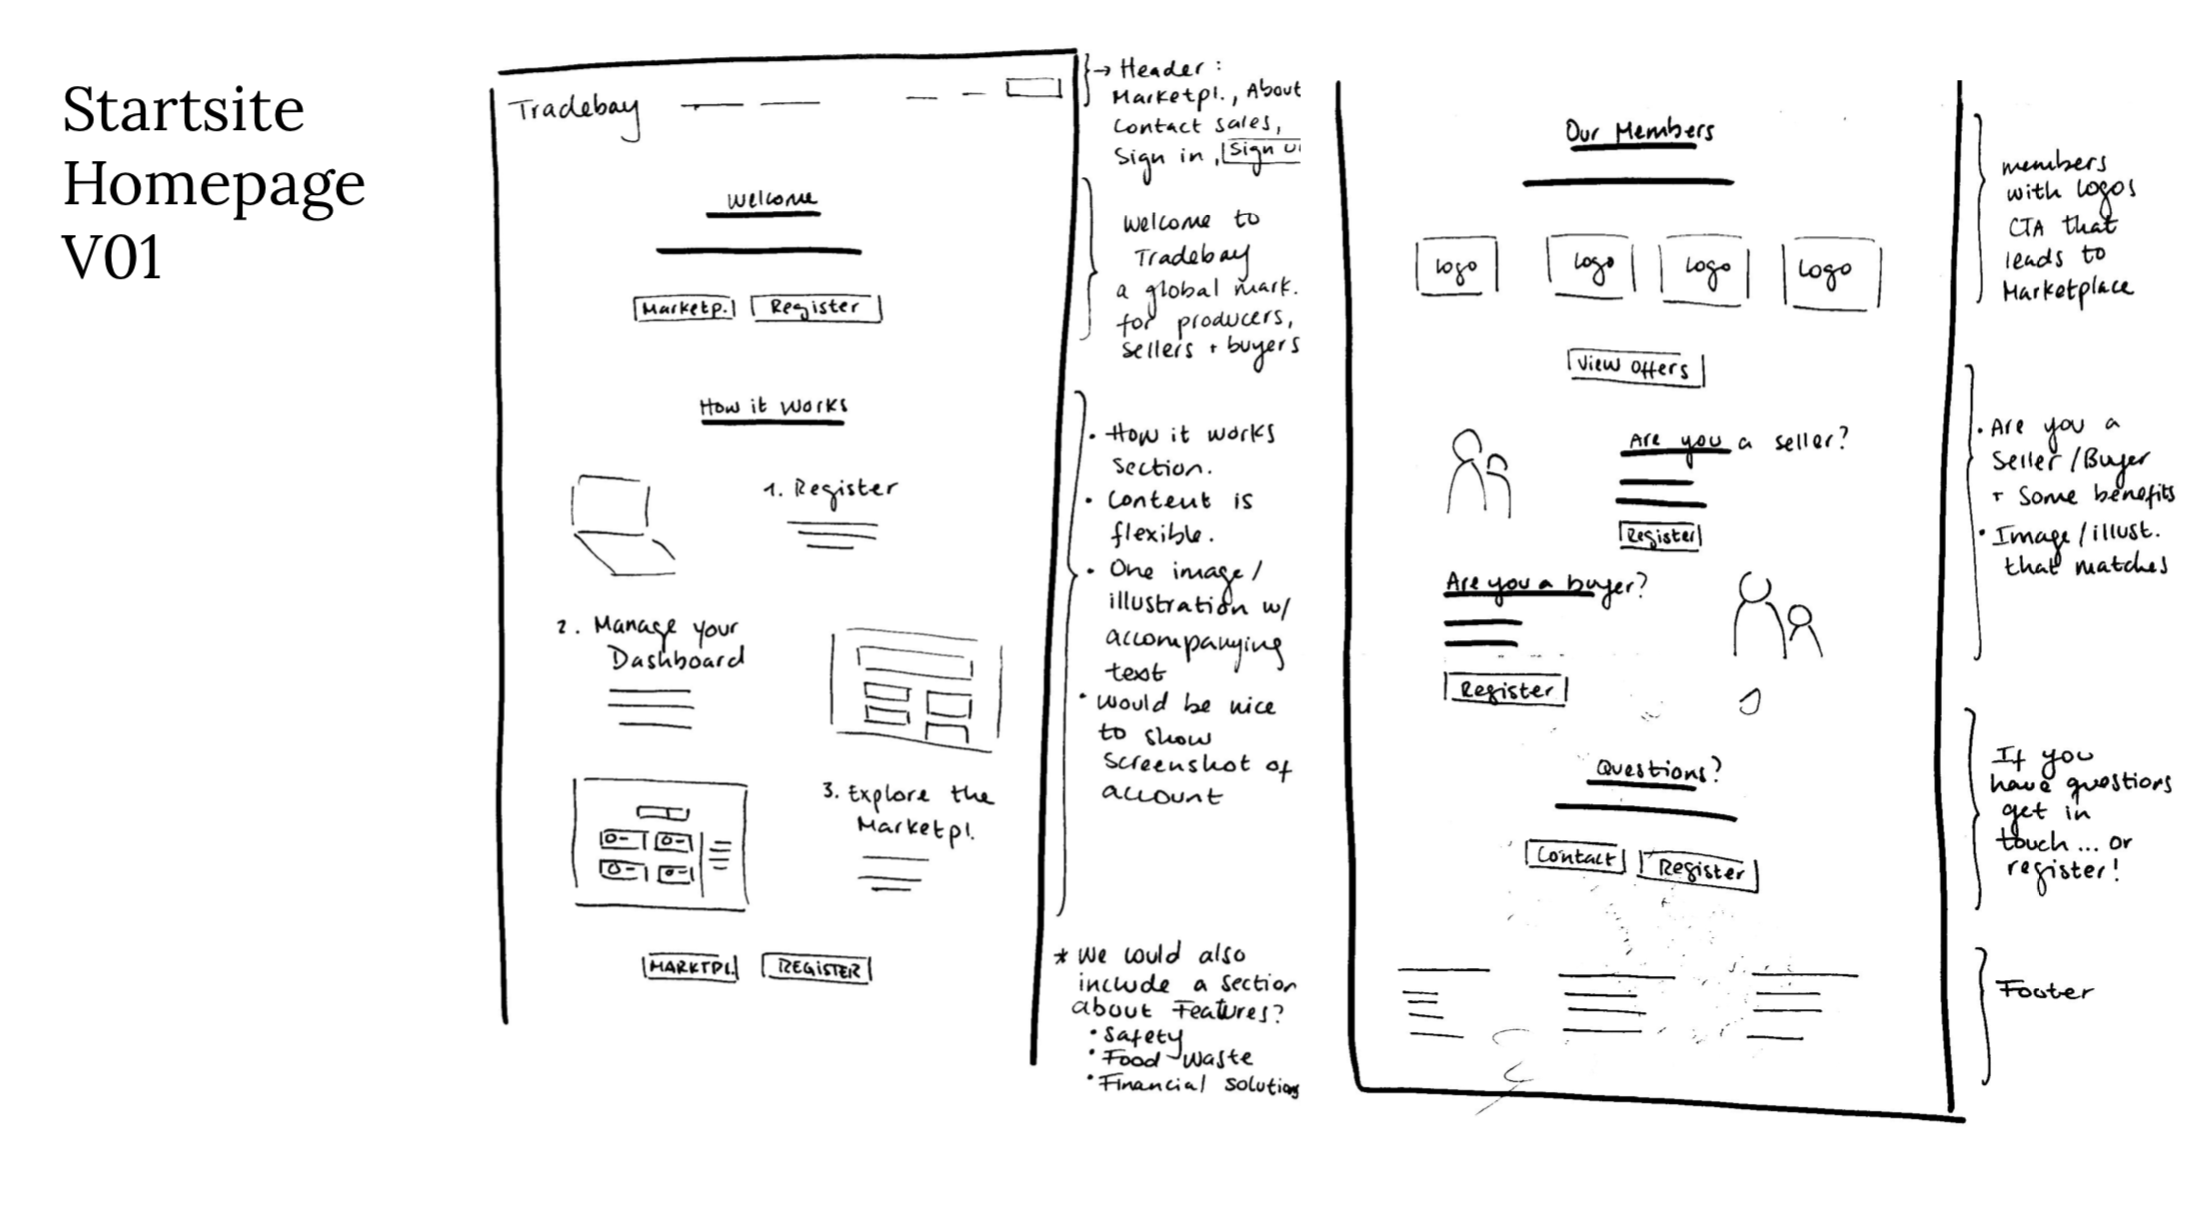 Startsite
Homepage
V01
Tradebay
Welcome
Marketp.
Register
How it works
1. Register
2. Manage your
Dashboard
3. Explore the
Marketpl.
MARKTPL
REGISTER
→ Header:
Marketpl., About
Contact sales,
Sign in, Sign U
Welcome to
Tradebay
a global mark.
for producers,
sellers + buyers
• How it works
section.
• Content is
flexible.
• One image/
illustration w/
accompanying
text
• Would be nice
to show
Screenshot of
account
* We could also
include a section
about Features?
• Safety
• Food waste
• Financial solutions
Our Members
Logo
Logo
Logo
Logo
View Offers
Are you a seller?
Register
Are you a buyer?
Register
Questions?
Contact
Register
members
with logos
CTA that
leads to
Marketplace
• Are you a
Seller/Buyer
+ Some benefits
• Image/illust.
that matches
If you
have questions
get in
touch... or
register!
Footer